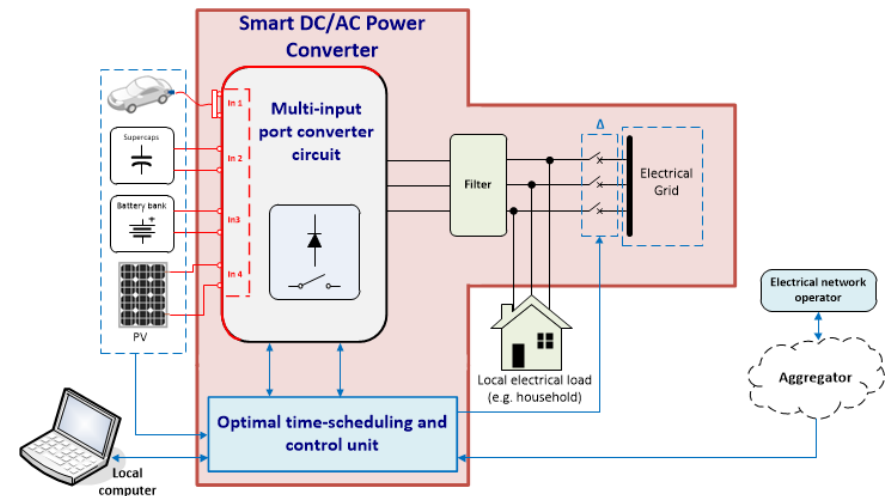 Smart DC/AC Power
Converter
Multi-input
port converter
circuit
In 1
Supercaps
In 2
Battery bank
In3
In 4
PV
Filter
Δ
Electrical
Grid
Electrical network
operator
Aggregator
Local electrical load
(e.g. household)
Optimal time-scheduling and
control unit
Local
computer